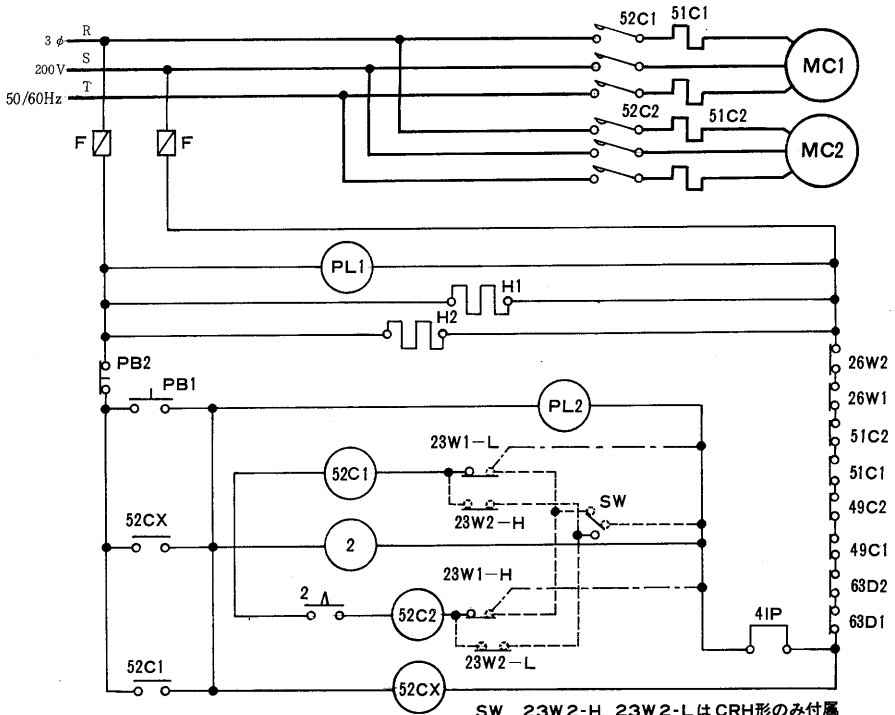 3φ R
200V S
50/60Hz T
52C1 51C1
MC1
52C2 51C2
MC2
F F
PL1
H1
H2
PB2
PB1
PL2
26W2
26W1
51C2
51C1
49C2
49C1
63D2
63D1
23W1-L
52C1
23W2-H
SW
52CX
2
23W1-H
2
52C2
23W2-L
41P
52C1
52CX
SW 23W2-H 23W2-LはCRH形のみ付属